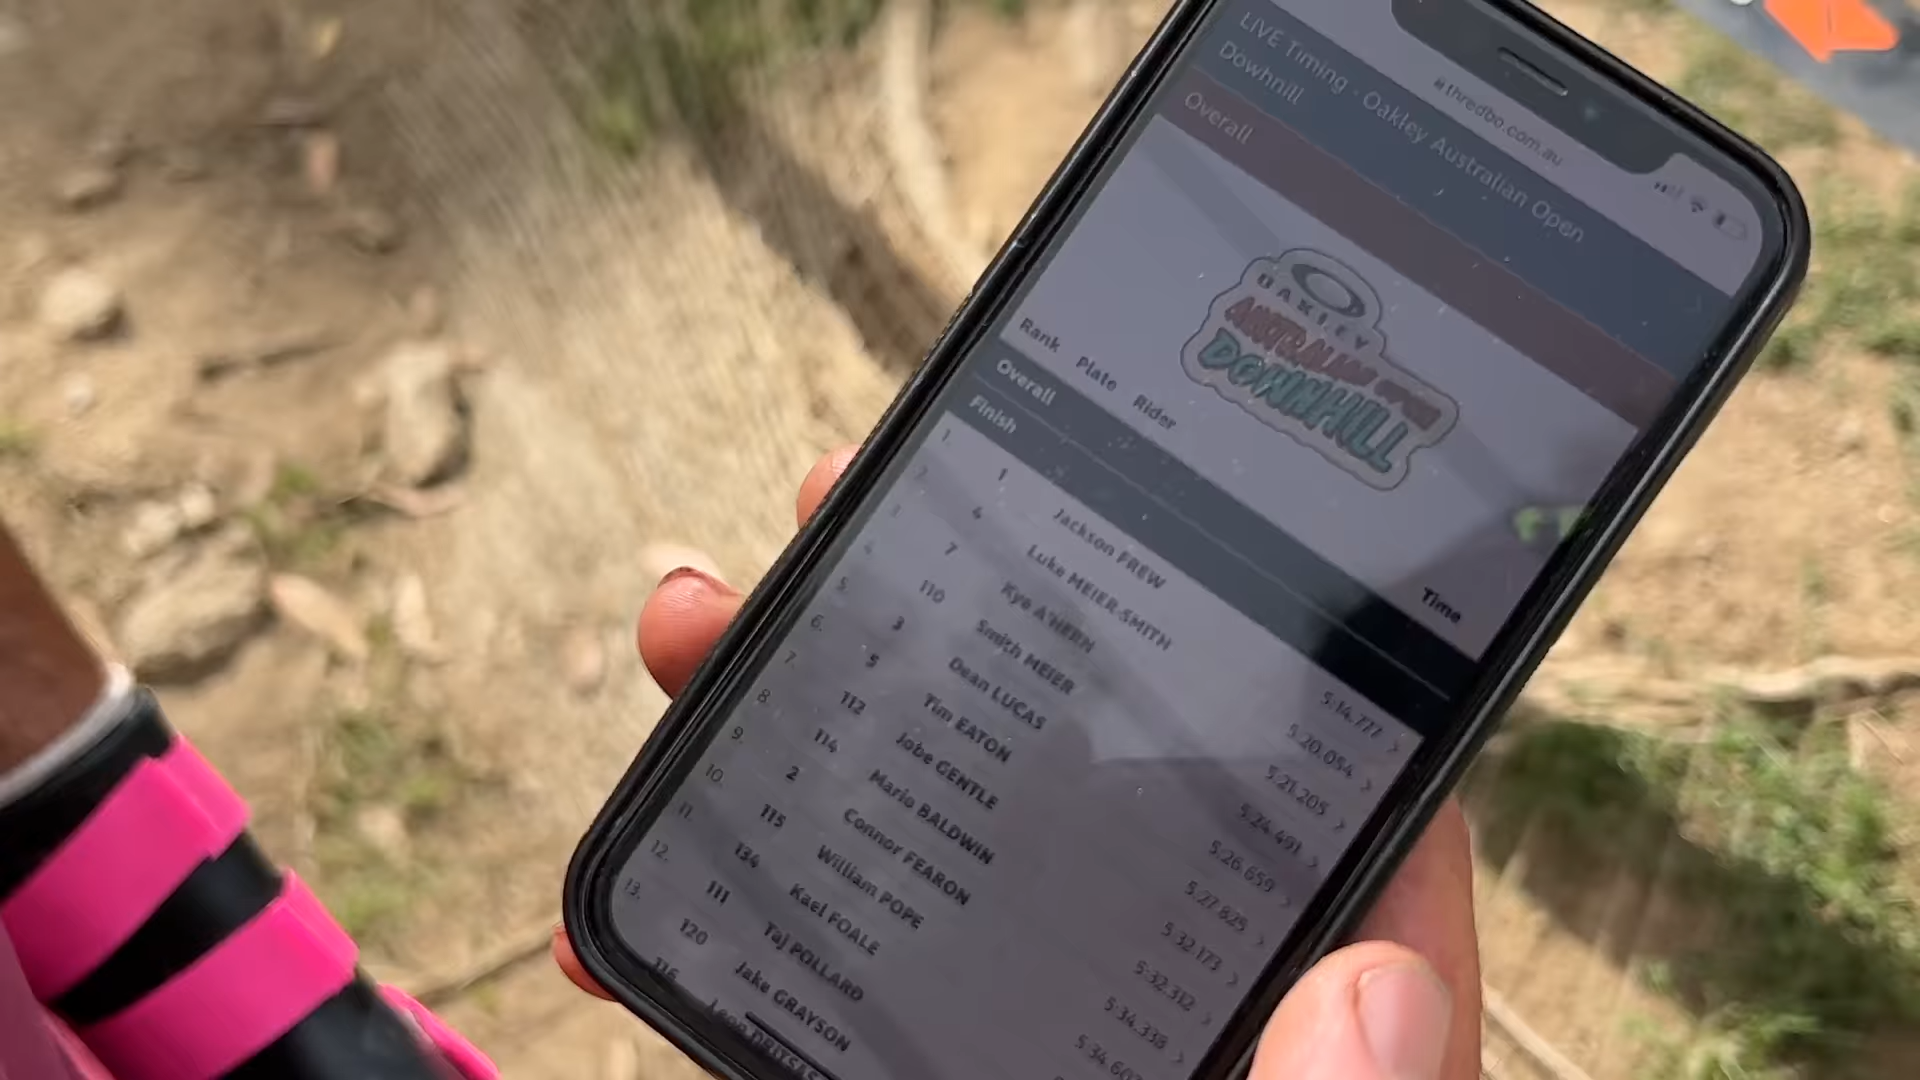 thredbo.com.au
LIVE Timing - Oakley Australian Open
Dowhnill
Overall
OAKLEY
AUSTRALIAN OPEN
DOWNHILL
Rank Plate Rider Time
Overall
Finish
1. 1 Jackson FREW 5:14.777
2. 4 Luke MEIER-SMITH 5:20.054
3. 7 Kye A'HERN 5:21.205
4. 110 Smith MEIER 5:24.491
5. 3 Dean LUCAS 5:26.659
6. 5 Tim EATON 5:27.825
7. 112 Jobe GENTLE 5:32.173
8. 114 Mario BALDWIN 5:32.312
9. 2 Connor FEARON 5:34.338
10. 115 William POPE
11. 134 Kael FOALE
12. 111 Taj POLLARD
13. 120 Jake GRAYSON
116